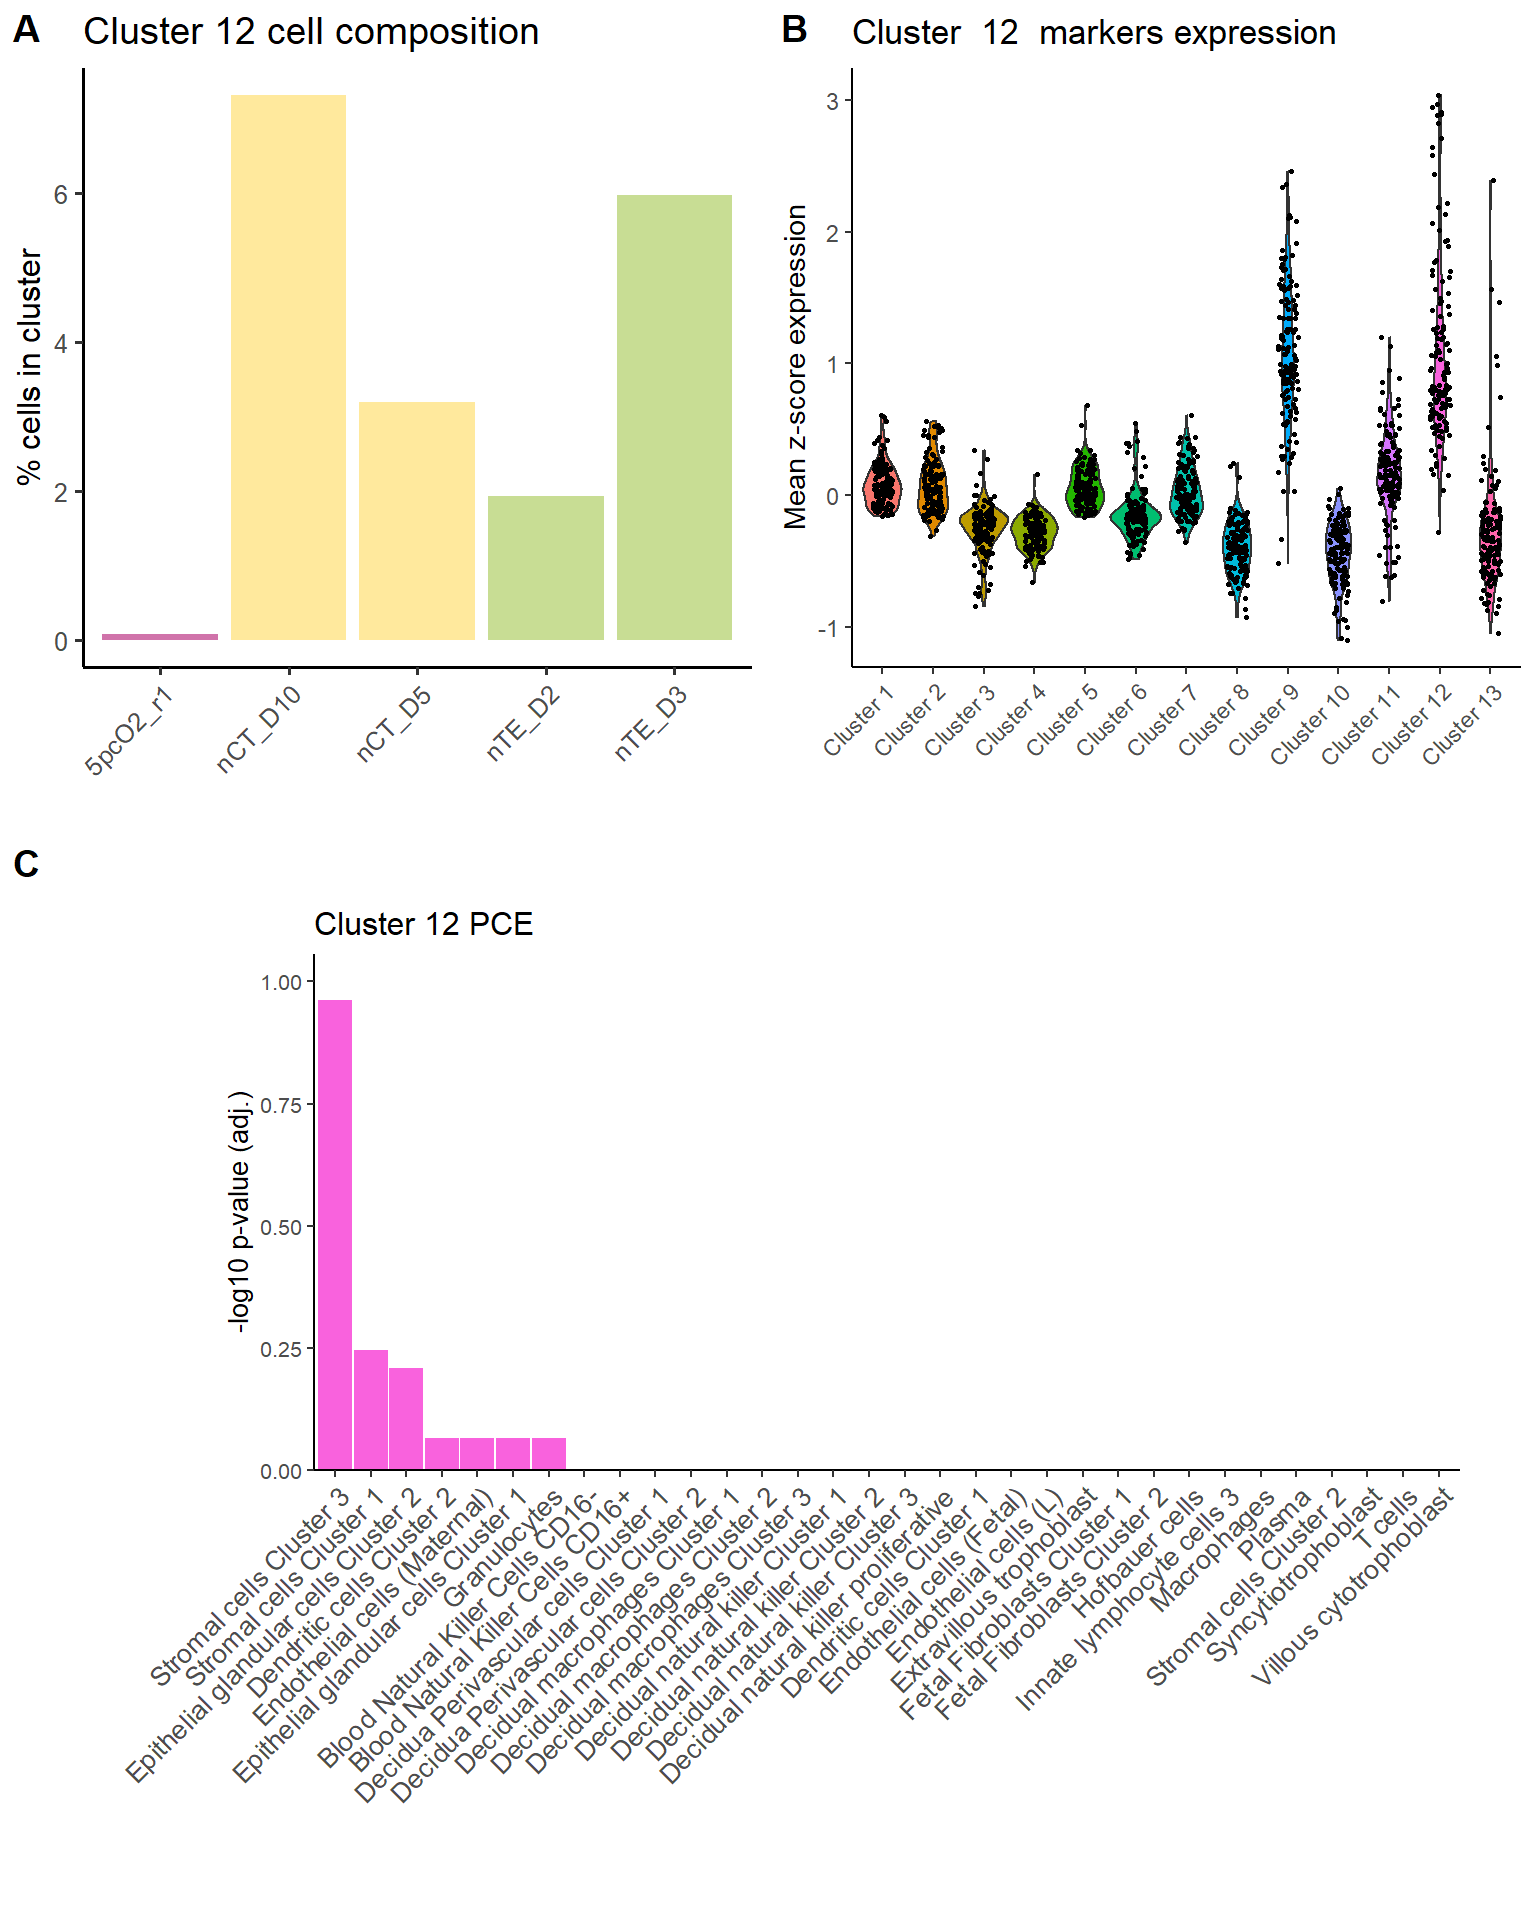 A
Cluster 12 cell composition
% cells in cluster
6
4
2
0
5pcO2_r1
nCT_D10
nCT_D5
nTE_D2
nTE_D3
B
Cluster 12 markers expression
Mean z-score expression
3
2
1
0
-1
Cluster 1
Cluster 2
Cluster 3
Cluster 4
Cluster 5
Cluster 6
Cluster 7
Cluster 8
Cluster 9
Cluster 10
Cluster 11
Cluster 12
Cluster 13
C
Cluster 12 PCE
-log10 p-value (adj.)
1.00
0.75
0.50
0.25
0.00
Stromal cells Cluster 3
Stromal cells Cluster 1
Epithelial glandular cells Cluster 2
Dendritic cells Cluster 2
Endothelial cells (Maternal)
Epithelial glandular cells Cluster 1
Granulocytes
Blood Natural Killer Cells CD16-
Blood Natural Killer Cells CD16+
Decidua Perivascular cells Cluster 1
Decidua Perivascular cells Cluster 2
Decidual macrophages Cluster 1
Decidual macrophages Cluster 2
Decidual macrophages Cluster 3
Decidual natural killer Cluster 1
Decidual natural killer Cluster 2
Decidual natural killer Cluster 3
Decidual natural killer proliferative
Dendritic cells Cluster 1
Endothelial cells (Fetal)
Endothelial cells (L)
Extravillous trophoblast
Fetal Fibroblasts Cluster 1
Fetal Fibroblasts Cluster 2
Hofbauer cells
Innate lymphocyte cells 3
Macrophages
Plasma
Stromal cells Cluster 2
Syncytiotrophoblast
T cells
Villous cytotrophoblast